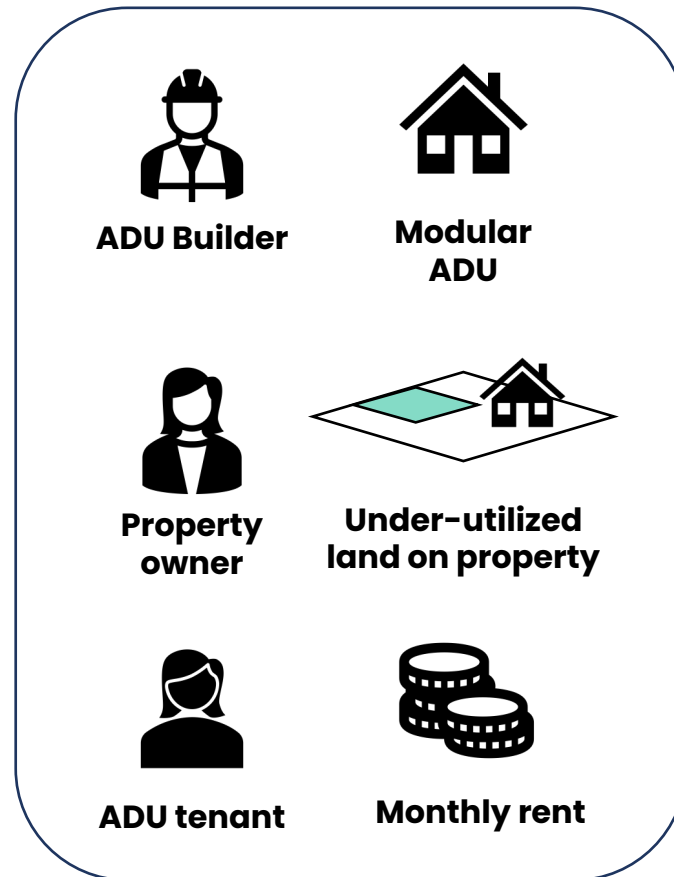 ADU Builder
Modular
ADU
Property
owner
Under-utilized
land on property
ADU tenant
Monthly rent